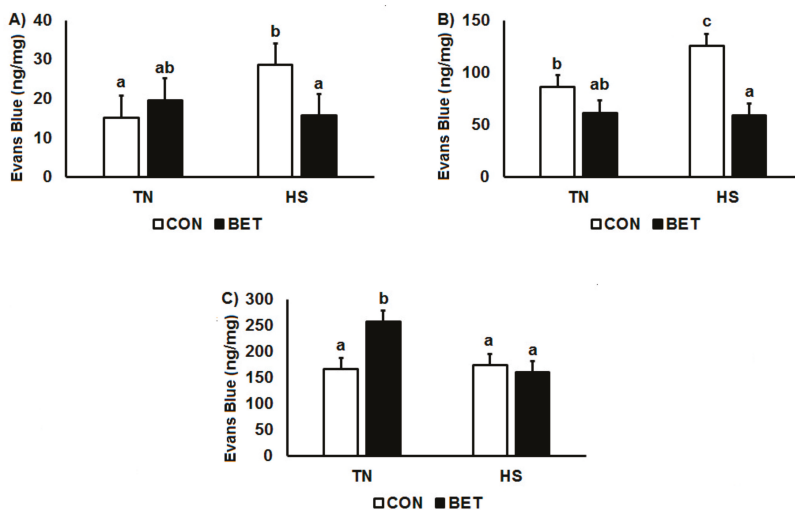 A)
Evans Blue (ng/mg)
40
30
20
10
0
a
ab
b
a
TN
HS
CON BET
B)
Evans Blue (ng/mg)
150
100
50
0
b
ab
c
a
TN
HS
CON BET
C)
Evans Blue (ng/mg)
300
250
200
150
100
50
0
a
b
a
a
TN
HS
CON BET